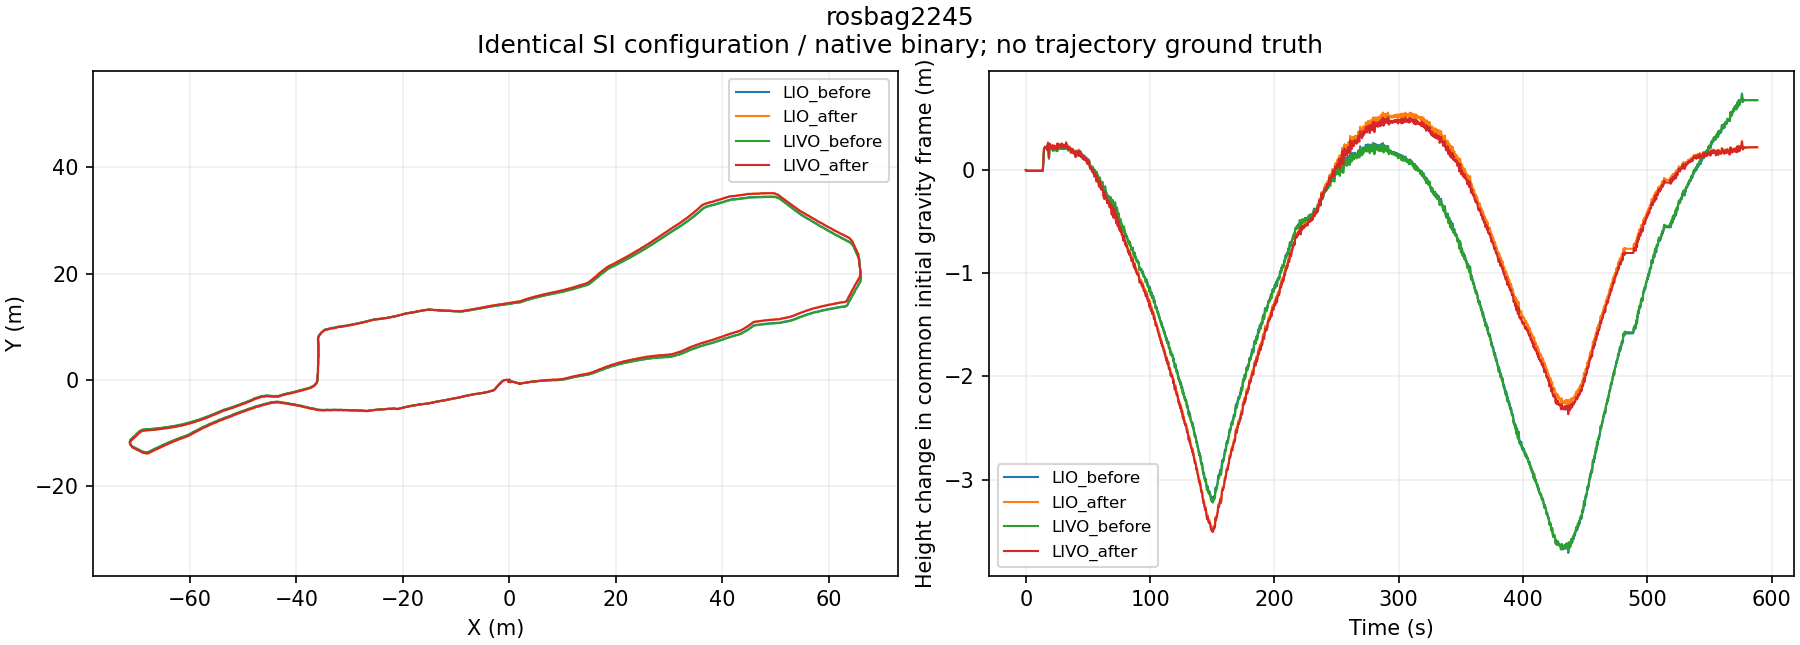 rosbag2245
Identical SI configuration / native binary; no trajectory ground truth
LIO_before
LIO_after
LIVO_before
LIVO_after
40
20
0
−20
Y (m)
−60
−40
−20
0
20
40
60
X (m)
Height change in common initial gravity frame (m)
0
−1
−2
−3
LIO_before
LIO_after
LIVO_before
LIVO_after
0
100
200
300
400
500
600
Time (s)